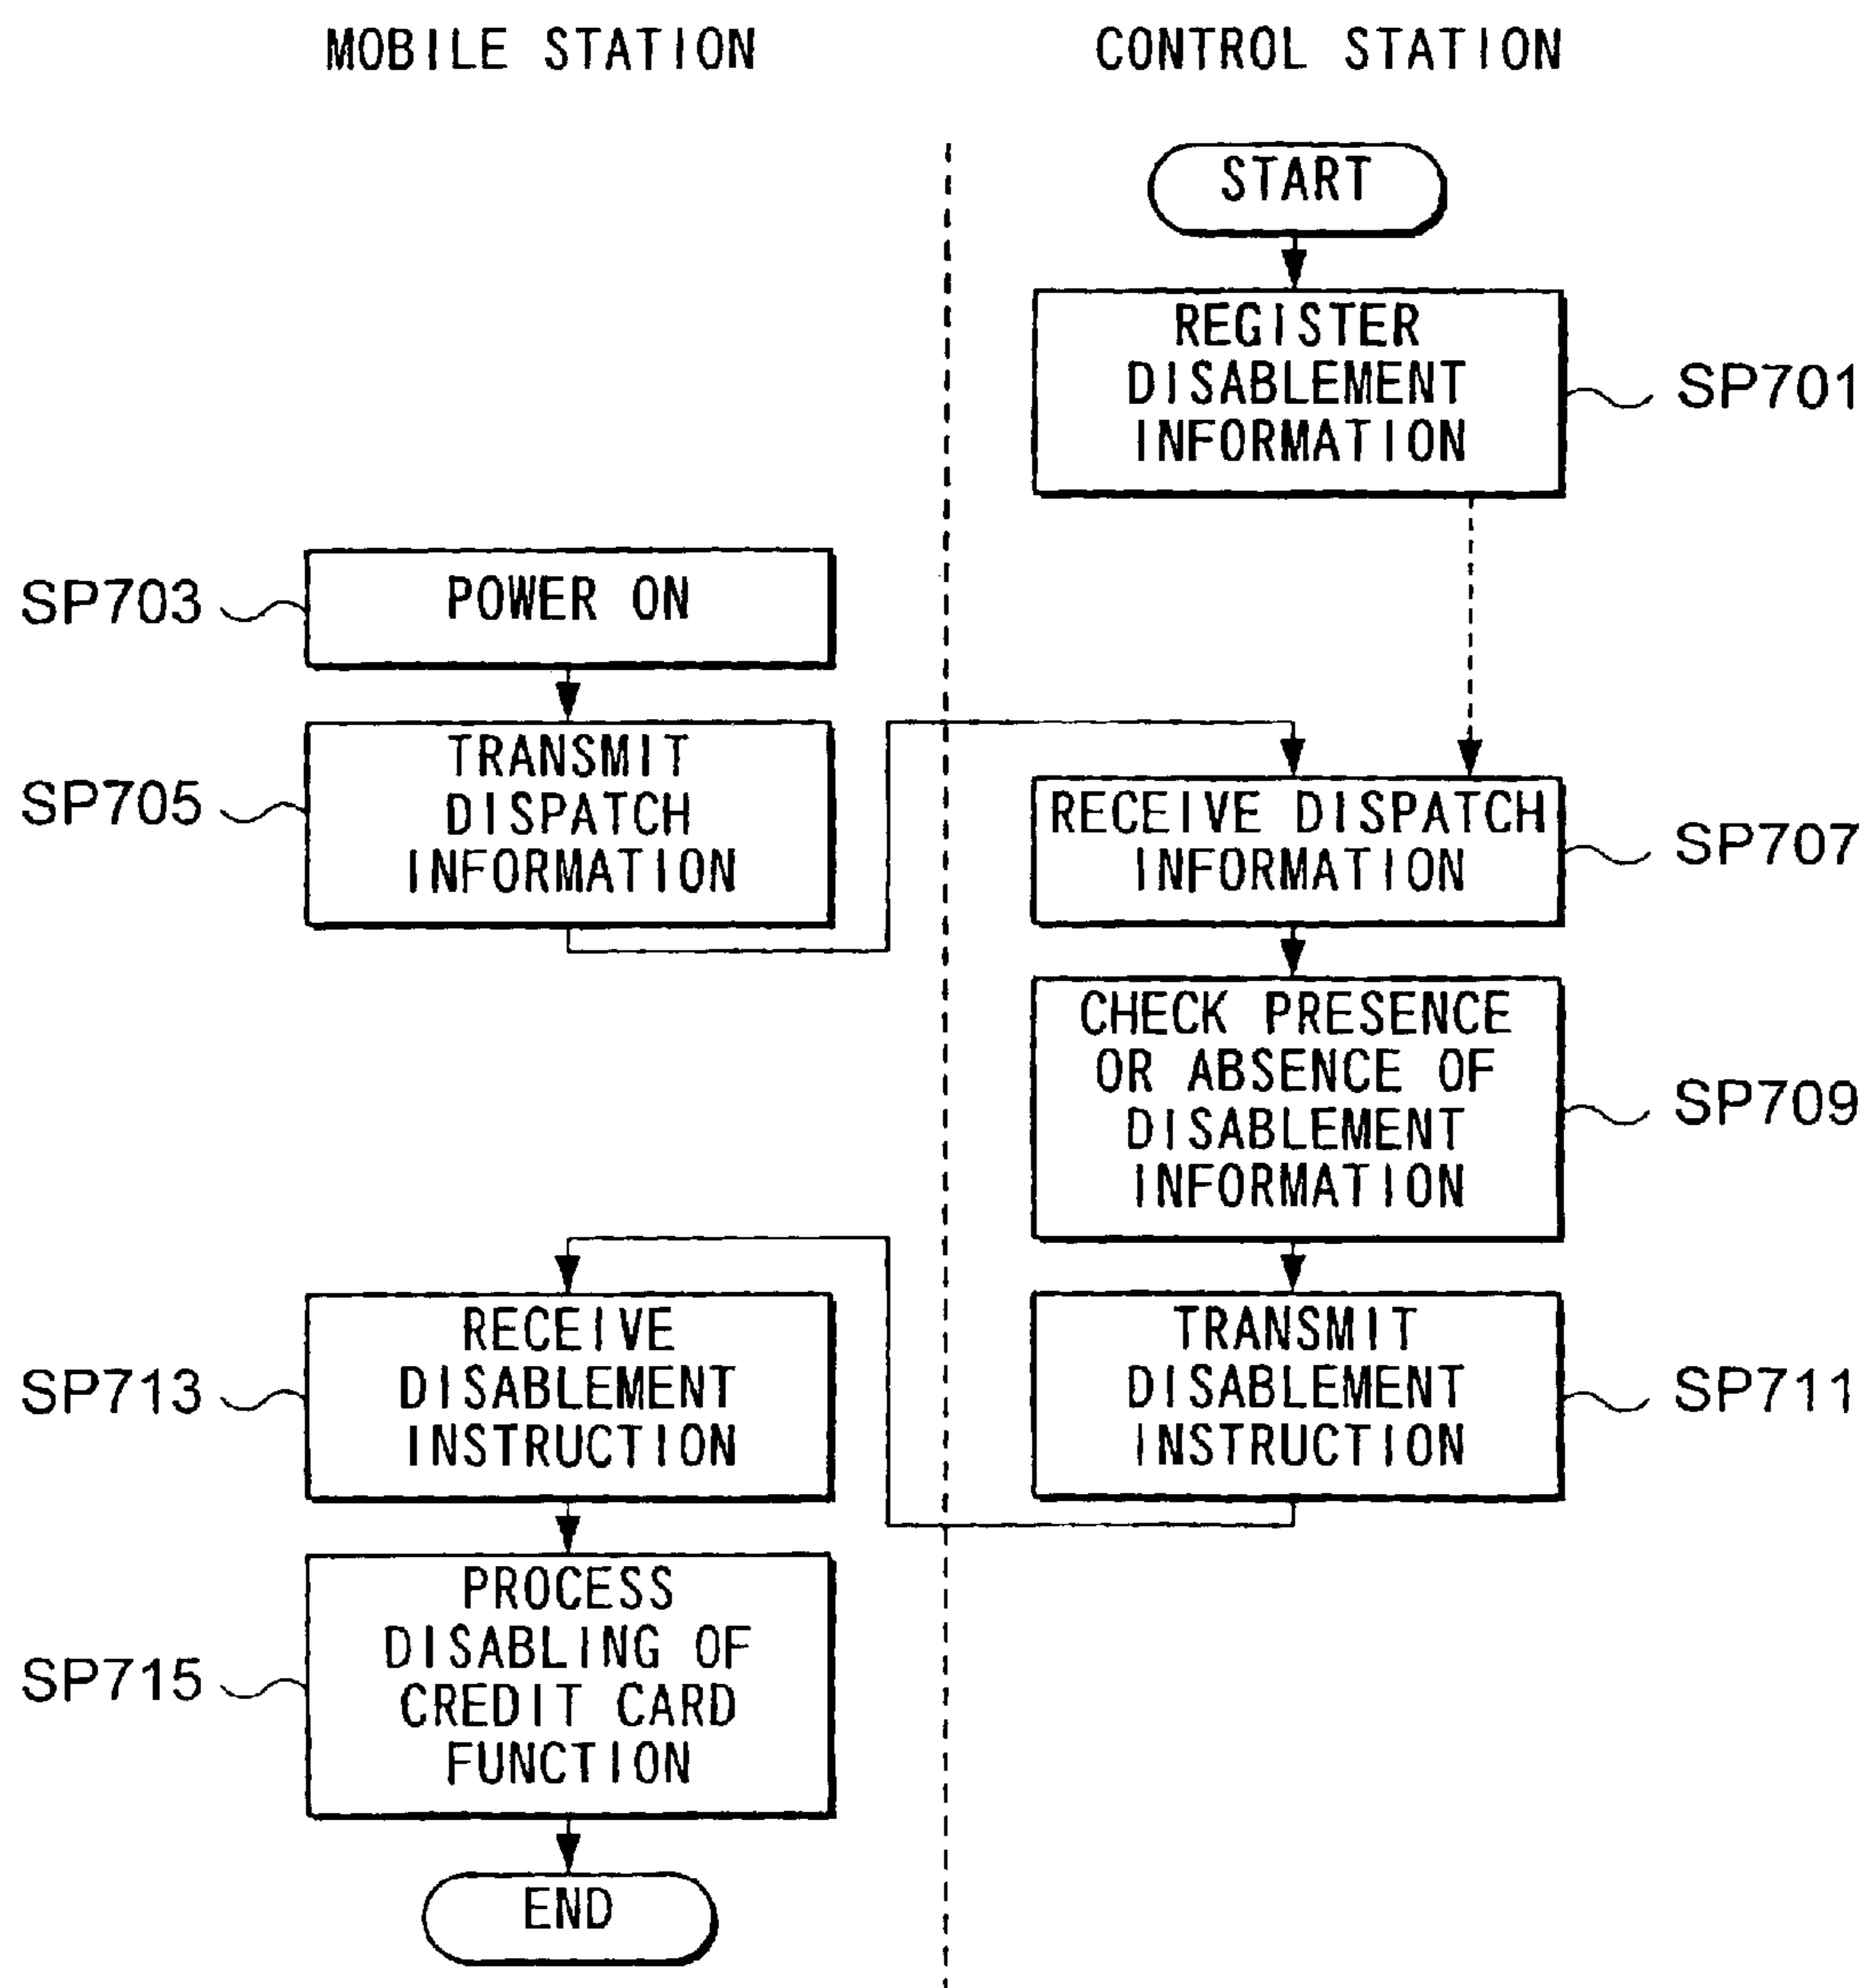 MOBILE STATION
CONTROL STATION
START
REGISTER
DISABLEMENT
INFORMATION
SP701
SP703
POWER ON
SP705
TRANSMIT
DISPATCH
INFORMATION
RECEIVE DISPATCH
INFORMATION
SP707
CHECK PRESENCE
OR ABSENCE OF
DISABLEMENT
INFORMATION
SP709
TRANSMIT
DISABLEMENT
INSTRUCTION
SP711
SP713
RECEIVE
DISABLEMENT
INSTRUCTION
SP715
PROCESS
DISABLING OF
CREDIT CARD
FUNCTION
END